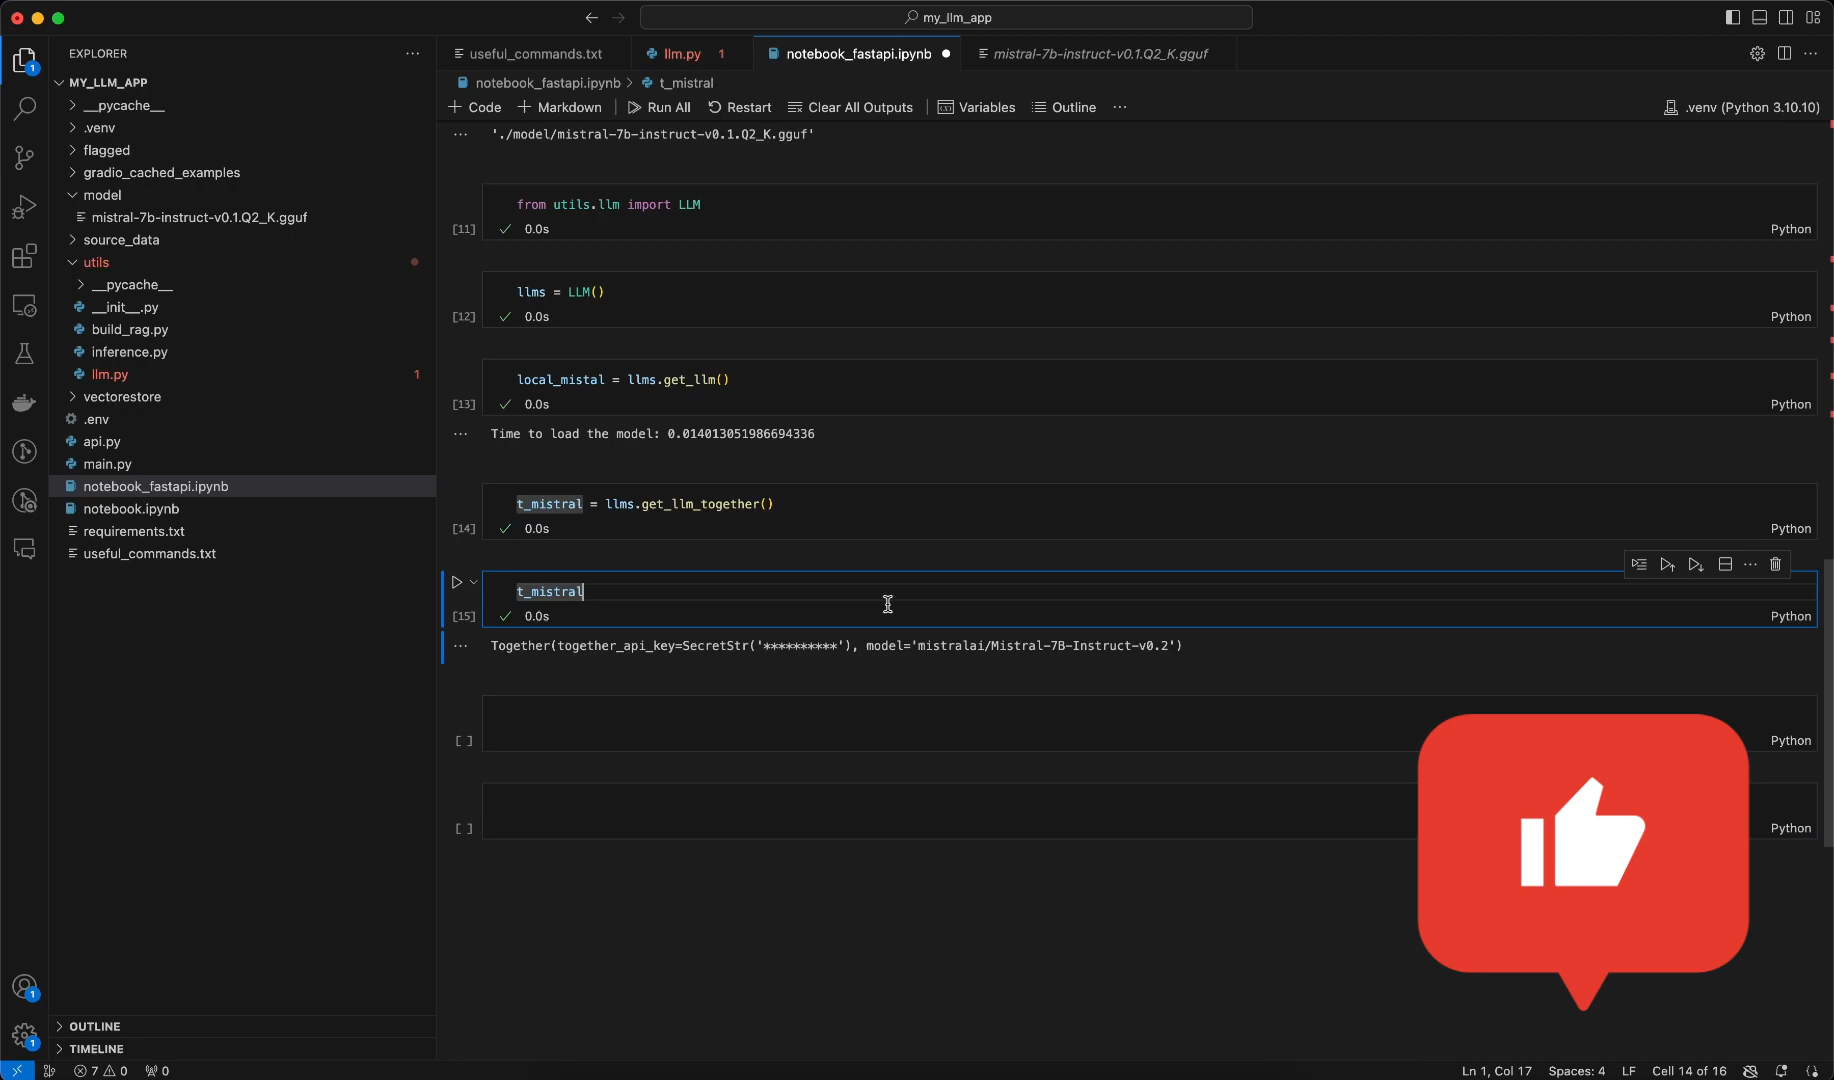 my_llm_app
EXPLORER
MY_LLM_APP
__pycache__
.venv
flagged
gradio_cached_examples
model
mistral-7b-instruct-v0.1.Q2_K.gguf
source_data
utils
__pycache__
__init__.py
build_rag.py
inference.py
llm.py 1
vectorestore
.env
api.py
main.py
notebook_fastapi.ipynb
notebook.ipynb
requirements.txt
useful_commands.txt
OUTLINE
TIMELINE
1
1
1
useful_commands.txt
llm.py 1
notebook_fastapi.ipynb
mistral-7b-instruct-v0.1.Q2_K.gguf
notebook_fastapi.ipynb > t_mistral
+ Code + Markdown Run All Restart Clear All Outputs Variables Outline ···
.venv (Python 3.10.10)
'./model/mistral-7b-instruct-v0.1.Q2_K.gguf'
from utils.llm import LLM
[11] 0.0s Python
llms = LLM()
[12] 0.0s Python
local_mistal = llms.get_llm()
[13] 0.0s Python
Time to load the model: 0.014013051986694336
t_mistral = llms.get_llm_together()
[14] 0.0s Python
t_mistral
[15] 0.0s Python
Together(together_api_key=SecretStr('**********'), model='mistralai/Mistral-7B-Instruct-v0.2')
[ ] Python
[ ] Python
7 0 0
Ln 1, Col 17 Spaces: 4 LF Cell 14 of 16